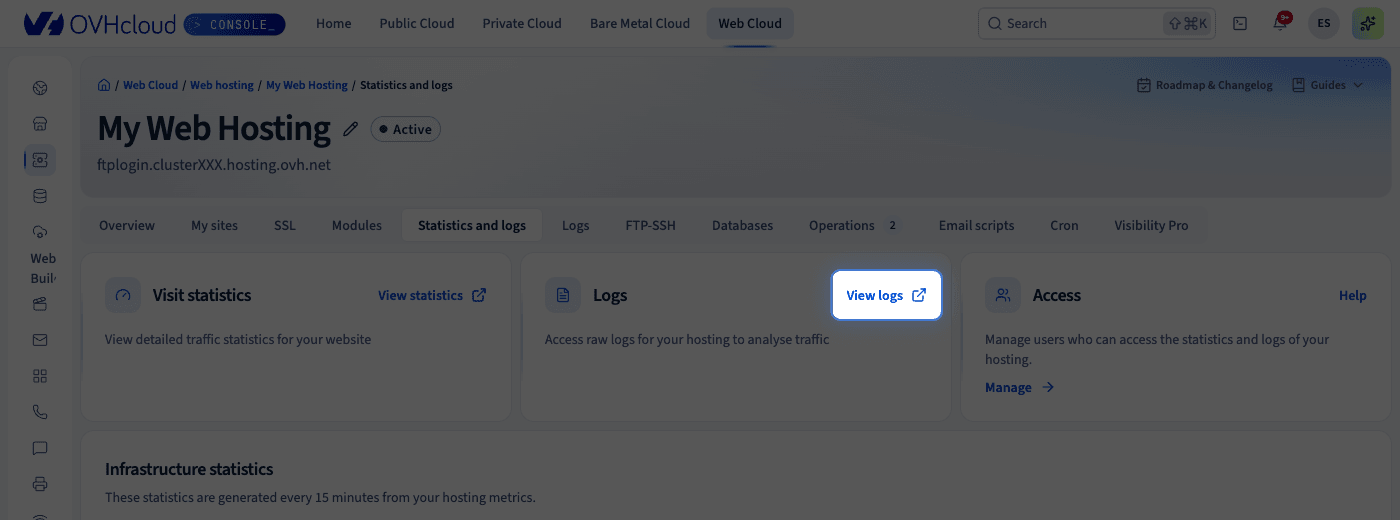 OVHcloud CONSOLE_
Home Public Cloud Private Cloud Bare Metal Cloud Web Cloud
Search ⇧⌘K
9+
ES
/ Web Cloud / Web hosting / My Web Hosting / Statistics and logs
Roadmap & Changelog Guides
My Web Hosting Active
ftplogin.clusterXXX.hosting.ovh.net
Overview My sites SSL Modules Statistics and logs Logs FTP-SSH Databases Operations 2 Email scripts Cron Visibility Pro
Web
Buil
Visit statistics View statistics
View detailed traffic statistics for your website
Logs View logs
Access raw logs for your hosting to analyse traffic
Access Help
Manage users who can access the statistics and logs of your
hosting.
Manage
Infrastructure statistics
These statistics are generated every 15 minutes from your hosting metrics.